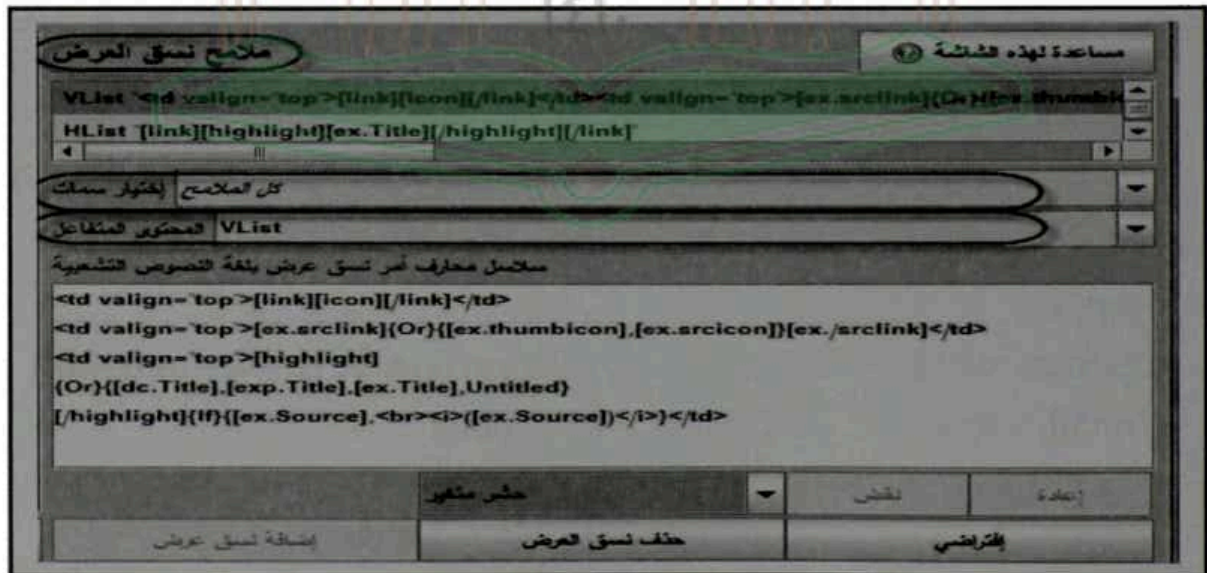 ملامح نسق العرض
مساعدة لهذه الشاشة
VList '<td valign='top'>[link][icon][/link]</td><td valign='top'>[ex.srclink]{Or}{[ex.thumbic
HList '[link][highlight][ex.Title][/highlight][/link]'
إختيار سمات كل الملامح
المحتوى المتفاعل VList
سلاسل محارف أمر نسق عرض بلغة النصوص التشعبية
<td valign='top'>[link][icon][/link]</td>
<td valign='top'>[ex.srclink]{Or}{[ex.thumbicon],[ex.srcicon]}[ex./srclink]</td>
<td valign='top'>[highlight]
{Or}{[dc.Title],[exp.Title],[ex.Title],Untitled}
[/highlight]{If}{[ex.Source],<br><i>([ex.Source])</i>}</td>
حشر متغير نقض إعادة
إضافة نسق عرض حذف نسق العرض إفتراضي